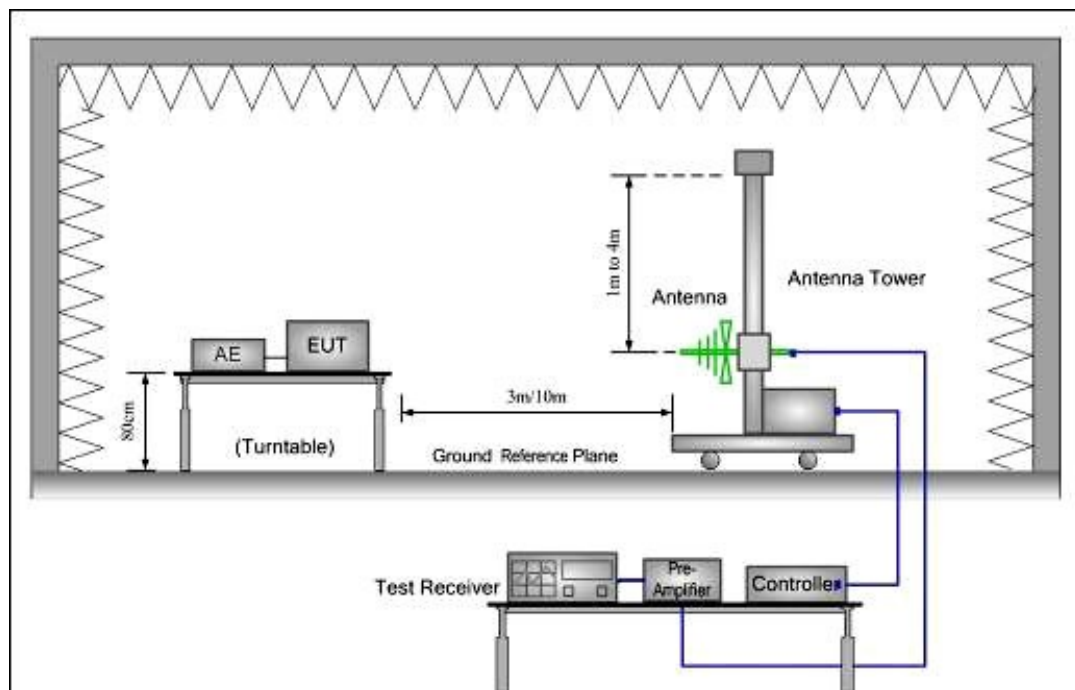 1m to 4m
Antenna Tower
Antenna
AE
EUT
3m/10m
80cm
(Turntable)
Ground Reference Plane
Test Receiver
Pre-
Amplifier
Controller